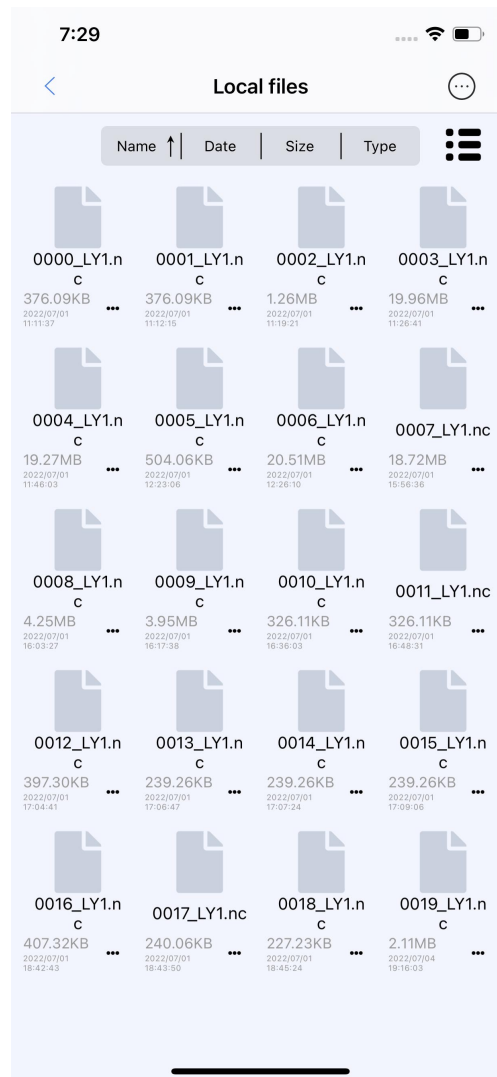 7:29
Local files
Name ↑ Date Size Type
0000_LY1.n 0001_LY1.n 0002_LY1.n 0003_LY1.n
c c c c
376.09KB 376.09KB 1.26MB 19.96MB
2022/07/01 2022/07/01 2022/07/01 2022/07/01
11:11:37 11:12:15 11:19:21 11:26:41
0004_LY1.n 0005_LY1.n 0006_LY1.n 0007_LY1.nc
c c c
19.27MB 504.06KB 20.51MB 18.72MB
2022/07/01 2022/07/01 2022/07/01 2022/07/01
11:46:03 12:23:06 12:26:10 15:56:36
0008_LY1.n 0009_LY1.n 0010_LY1.n 0011_LY1.nc
c c c
4.25MB 3.95MB 326.11KB 326.11KB
2022/07/01 2022/07/01 2022/07/01 2022/07/01
16:03:27 16:17:38 16:36:03 16:48:31
0012_LY1.n 0013_LY1.n 0014_LY1.n 0015_LY1.n
c c c c
397.30KB 239.26KB 239.26KB 239.26KB
2022/07/01 2022/07/01 2022/07/01 2022/07/01
17:04:41 17:06:47 17:07:24 17:09:06
0016_LY1.n 0017_LY1.nc 0018_LY1.n 0019_LY1.n
c c c
407.32KB 240.06KB 227.23KB 2.11MB
2022/07/01 2022/07/01 2022/07/01 2022/07/04
18:42:43 18:43:50 18:45:24 19:16:03